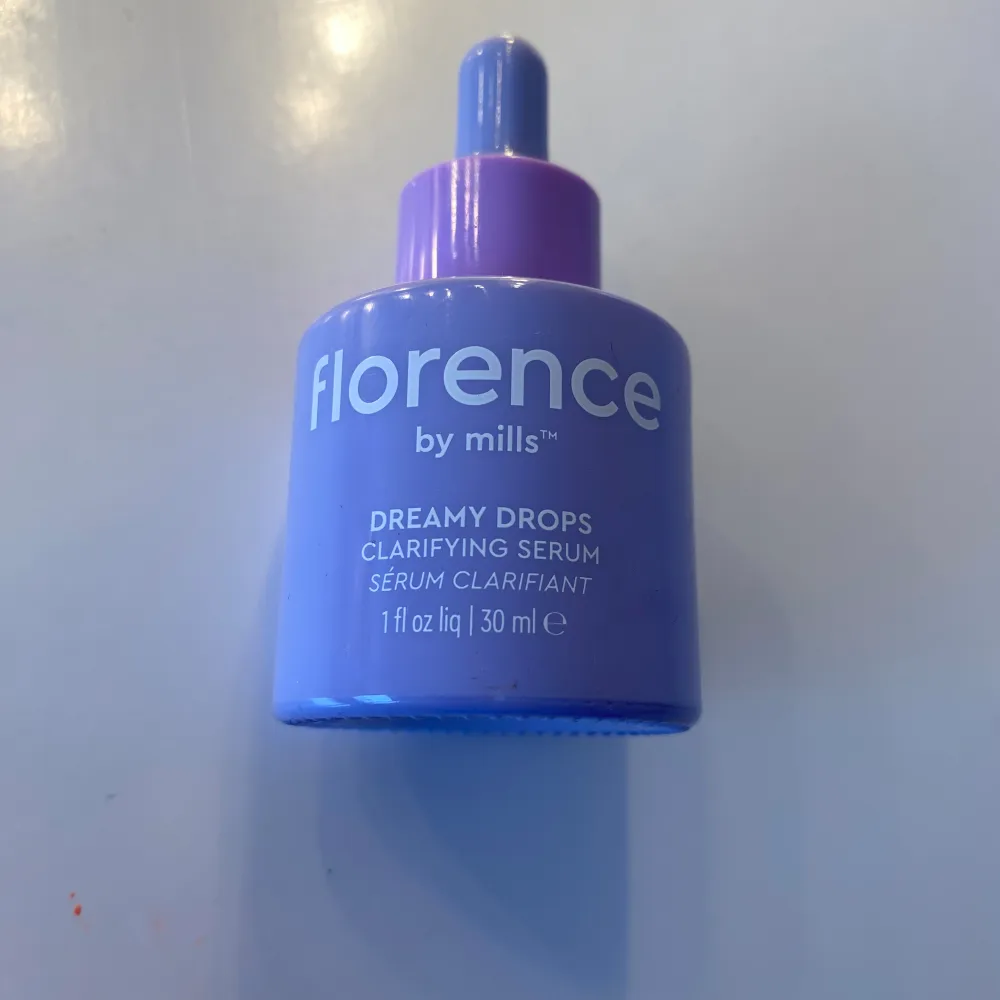 florence
by mills™
DREAMY DROPS
CLARIFYING SERUM
SÉRUM CLARIFIANT
1 fl oz liq | 30 ml ℮